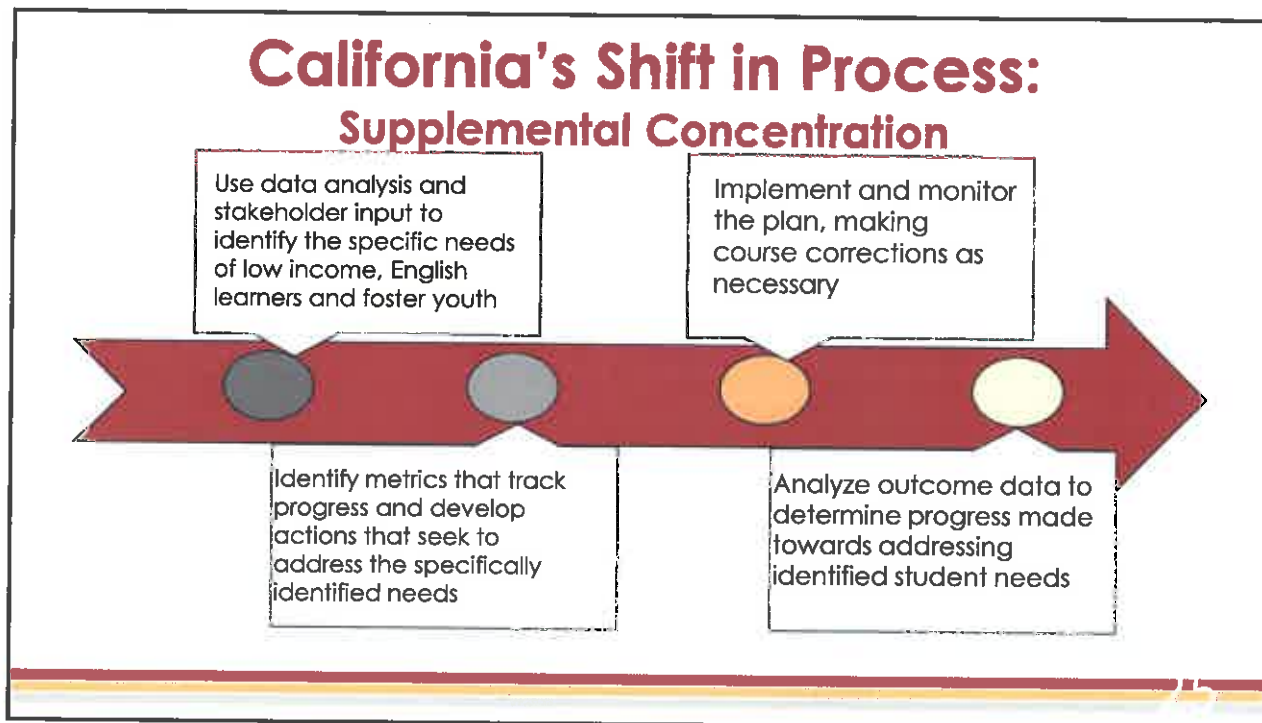 California's Shift in Process:
Supplemental Concentration
Use data analysis and
stakeholder input to
identify the specific needs
of low income, English
learners and foster youth
Implement and monitor
the plan, making
course corrections as
necessary
Identify metrics that track
progress and develop
actions that seek to
address the specifically
identified needs
Analyze outcome data to
determine progress made
towards addressing
identified student needs